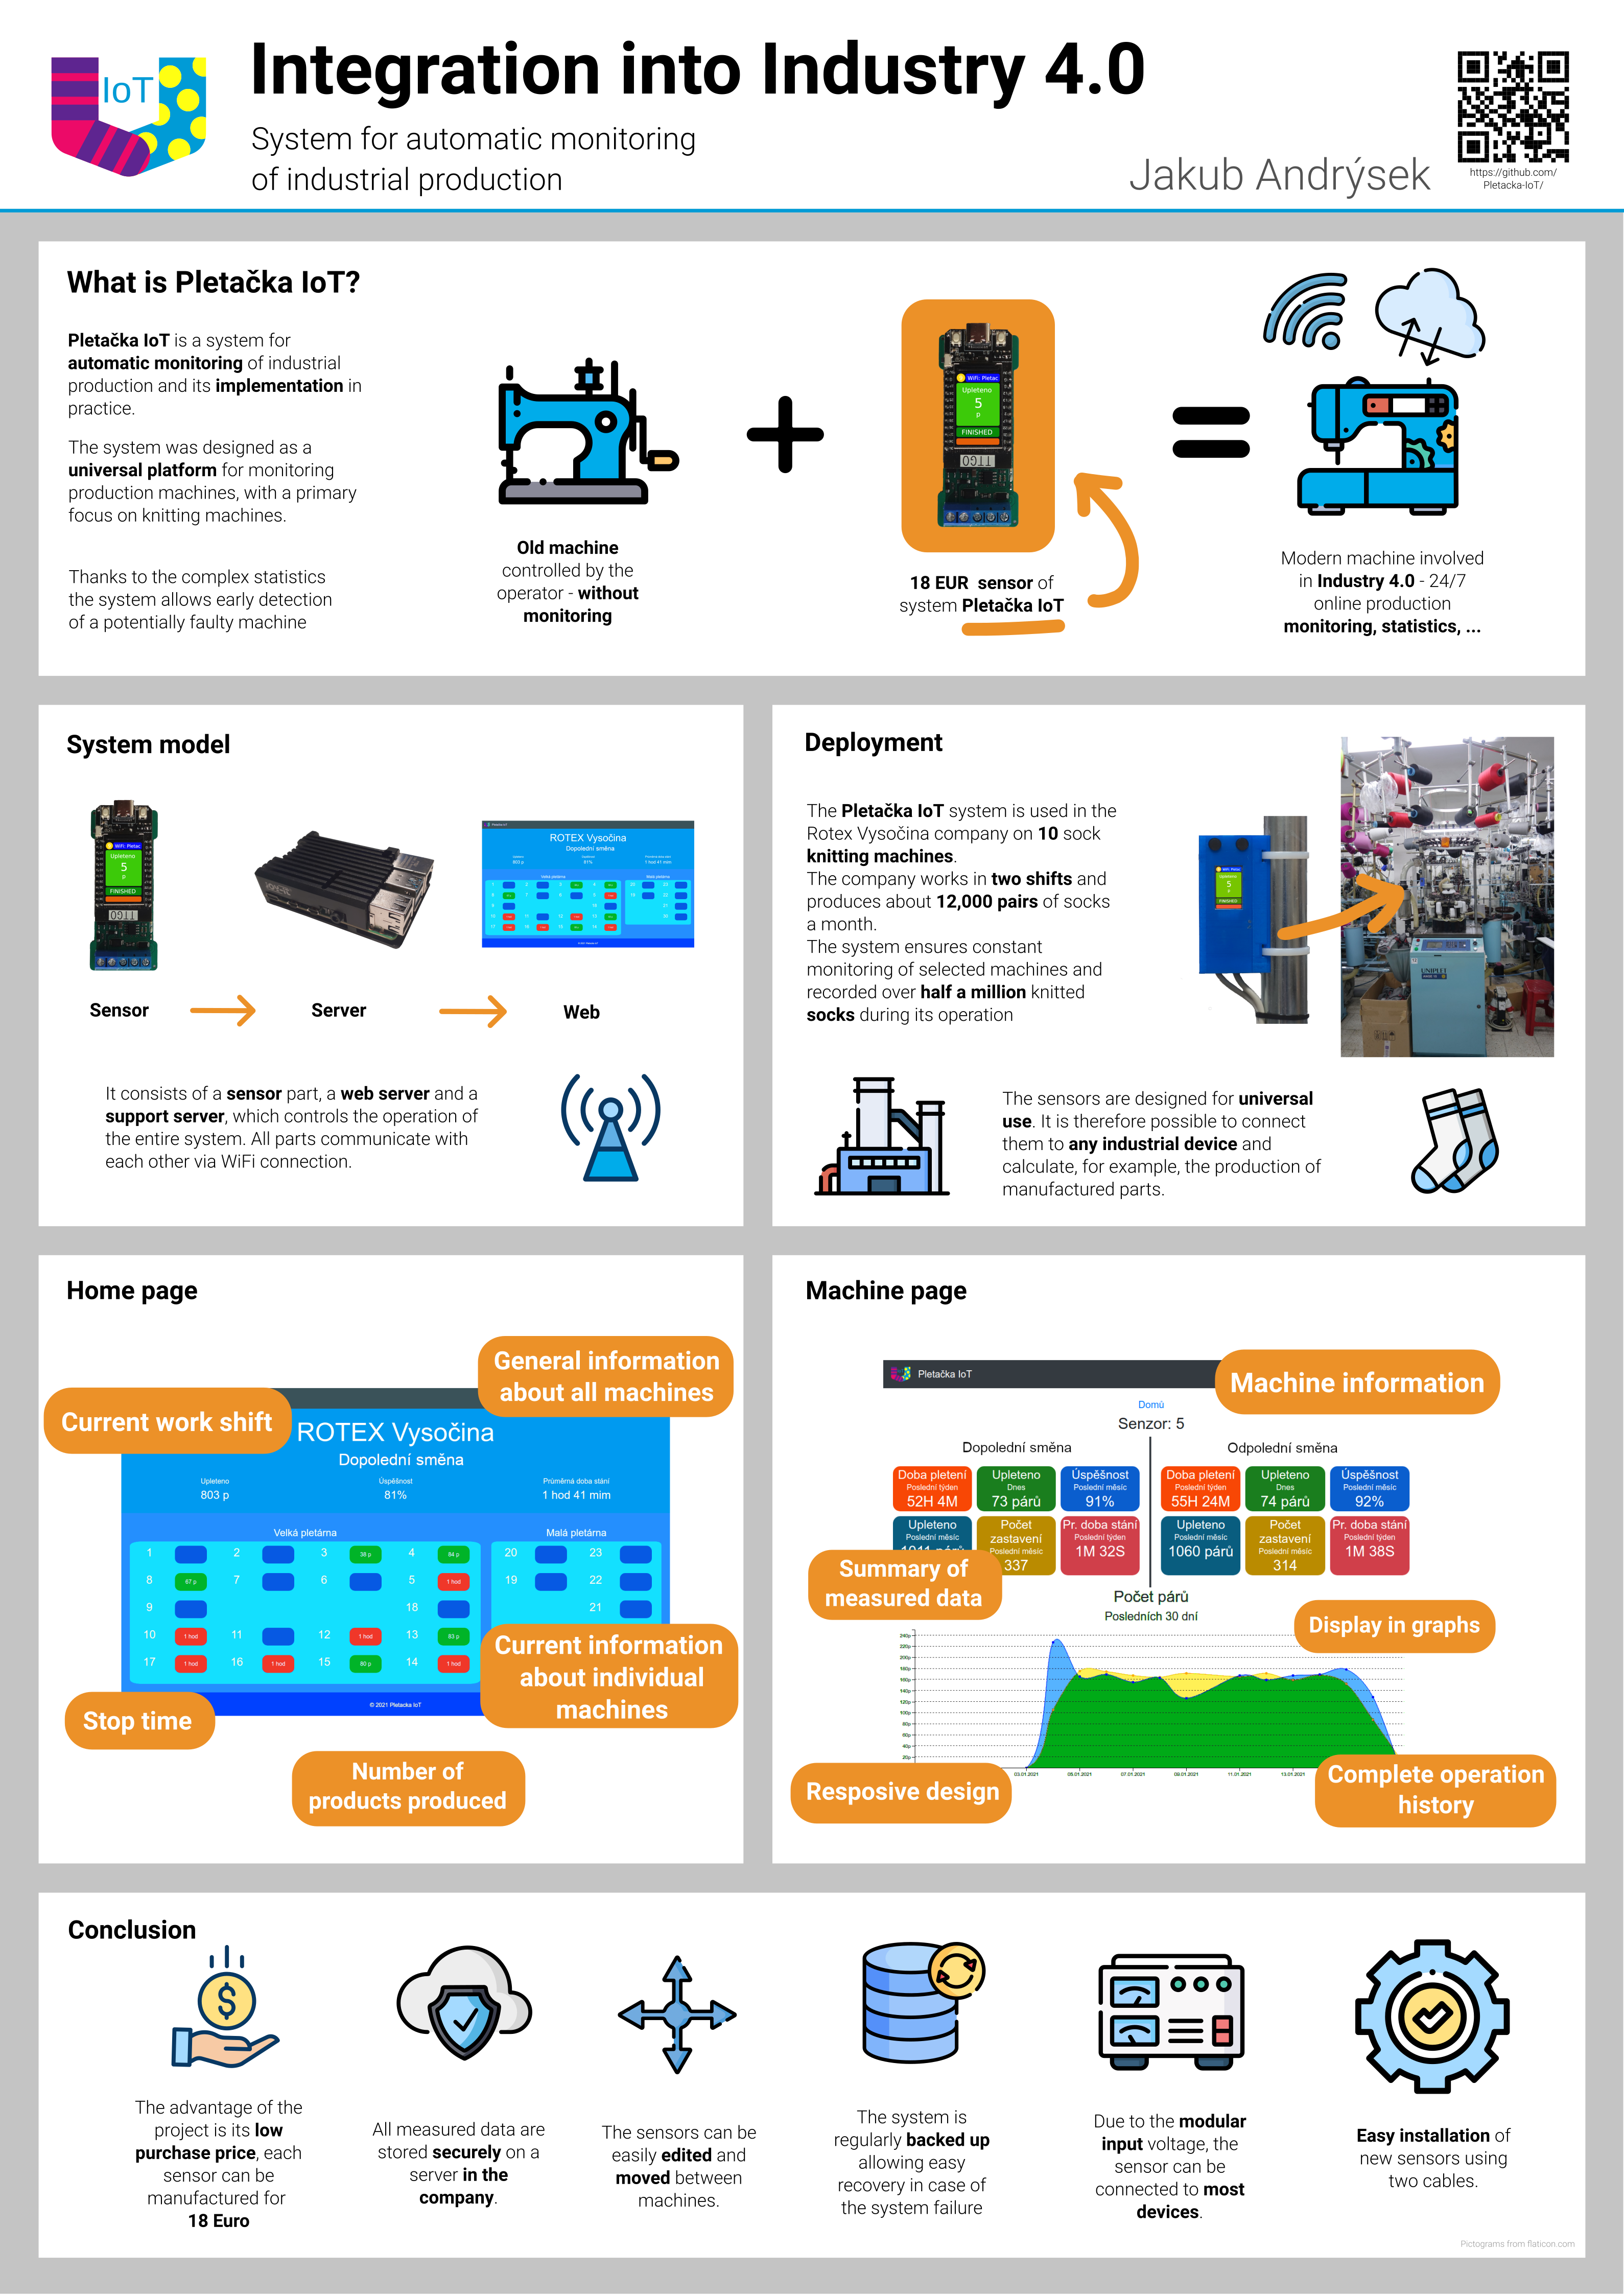 IoT
Integration into Industry 4.0
System for automatic monitoring
of industrial production
Jakub Andrýsek
https://github.com/
Pletacka-IoT/
What is Pletačka IoT?
Pletačka IoT is a system for
automatic monitoring of industrial
production and its implementation in
practice.
The system was designed as a
universal platform for monitoring
production machines, with a primary
focus on knitting machines.
Thanks to the complex statistics
the system allows early detection
of a potentially faulty machine
Old machine
controlled by the
operator - without
monitoring
WiFi: Pletac
Upleteno
5
p
FINISHED
TTGO
18 EUR sensor of
system Pletačka IoT
Modern machine involved
in Industry 4.0 - 24/7
online production
monitoring, statistics, ...
System model
WiFi: Pletac
Upleteno
5
p
FINISHED
TTGO
ROTEX Vysočina
Dopolední směna
803 p
81%
1 hod 41 mim
Velká pletárna
Malá pletárna
Sensor
Server
Web
It consists of a sensor part, a web server and a
support server, which controls the operation of
the entire system. All parts communicate with
each other via WiFi connection.
Deployment
The Pletačka IoT system is used in the
Rotex Vysočina company on 10 sock
knitting machines.
The company works in two shifts and
produces about 12,000 pairs of socks
a month.
The system ensures constant
monitoring of selected machines and
recorded over half a million knitted
socks during its operation
Upleteno
5
FINISHED
UNIPLET
The sensors are designed for universal
use. It is therefore possible to connect
them to any industrial device and
calculate, for example, the production of
manufactured parts.
Home page
General information
about all machines
Current work shift
ROTEX Vysočina
Dopolední směna
Upleteno Úspěšnost Průměrná doba stání
803 p 81% 1 hod 41 mim
Velká pletárna Malá pletárna
1 2 3 38 p 4 84 p 20 23
8 67 p 7 6 5 1 hod 19 22
9 18 21
10 1 hod 11 12 1 hod 13 83 p
17 1 hod 16 1 hod 15 80 p 14 1 hod
Current information
about individual
machines
© 2021 Pletacka IoT
Stop time
Number of
products produced
Machine page
Pletačka IoT
Machine information
Domů
Senzor: 5
Dopolední směna Odpolední směna
Doba pletení Upleteno Úspěšnost Doba pletení Upleteno Úspěšnost
Poslední týden Dnes Poslední měsíc Poslední týden Dnes Poslední měsíc
52H 4M 73 párů 91% 55H 24M 74 párů 92%
Upleteno Počet zastavení Pr. doba stání Upleteno Počet zastavení Pr. doba stání
Poslední měsíc Poslední měsíc Poslední týden Poslední měsíc Poslední měsíc Poslední týden
337 1M 32S 1060 párů 314 1M 38S
Summary of
measured data
Počet párů
Posledních 30 dní
Display in graphs
240p
220p
200p
180p
160p
140p
120p
100p
80p
60p
40p
20p
03.01.2021 05.01.2021 07.01.2021 09.01.2021 11.01.2021 13.01.2021
Resposive design
Complete operation
history
Conclusion
The advantage of the
project is its low
purchase price, each
sensor can be
manufactured for
18 Euro
All measured data are
stored securely on a
server in the
company.
The sensors can be
easily edited and
moved between
machines.
The system is
regularly backed up
allowing easy
recovery in case of
the system failure
Due to the modular
input voltage, the
sensor can be
connected to most
devices.
Easy installation of
new sensors using
two cables.
Pictograms from flaticon.com